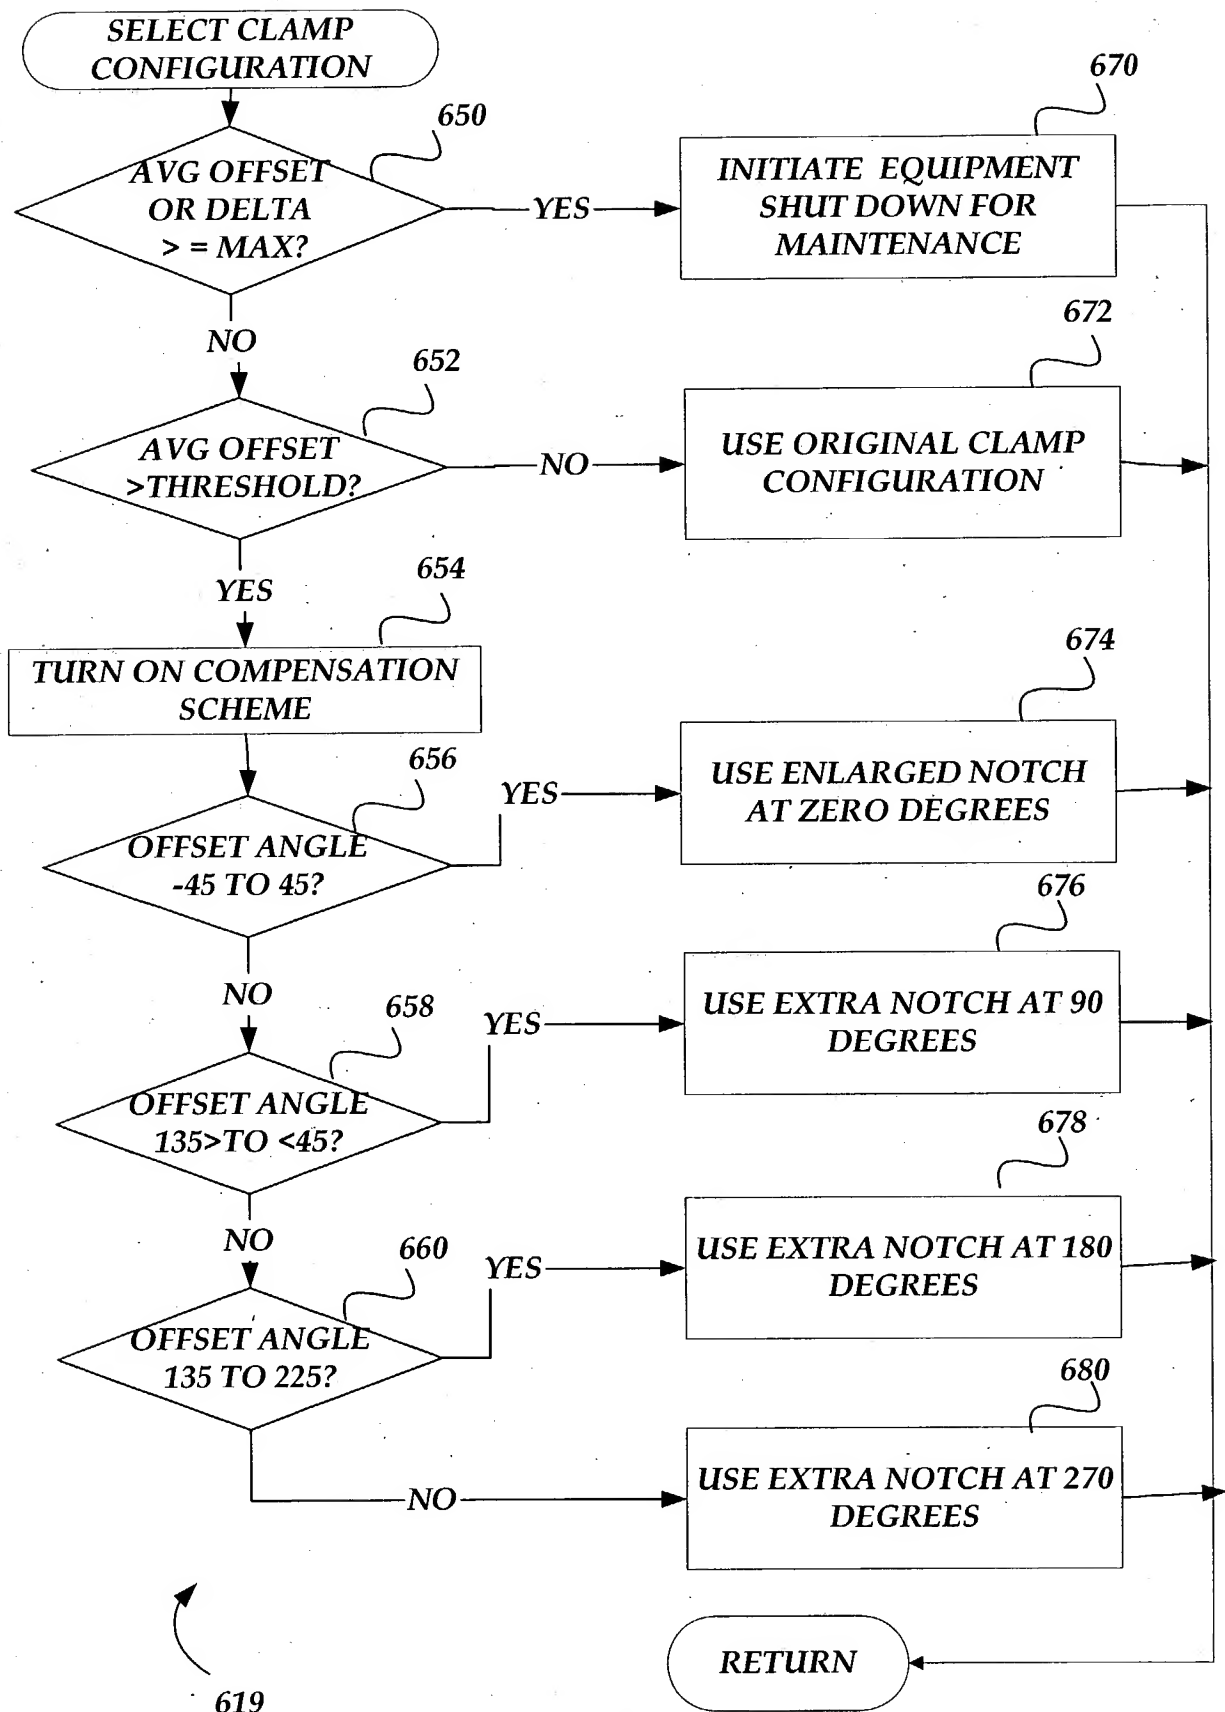 SELECT CLAMP
CONFIGURATION
650
AVG OFFSET
OR DELTA
> = MAX?
YES
670
INITIATE EQUIPMENT
SHUT DOWN FOR
MAINTENANCE
NO
652
AVG OFFSET
>THRESHOLD?
NO
672
USE ORIGINAL CLAMP
CONFIGURATION
YES
654
TURN ON COMPENSATION
SCHEME
656
OFFSET ANGLE
-45 TO 45?
YES
674
USE ENLARGED NOTCH
AT ZERO DEGREES
NO
658
OFFSET ANGLE
135>TO <45?
YES
676
USE EXTRA NOTCH AT 90
DEGREES
NO
660
OFFSET ANGLE
135 TO 225?
YES
678
USE EXTRA NOTCH AT 180
DEGREES
NO
680
USE EXTRA NOTCH AT 270
DEGREES
RETURN
619